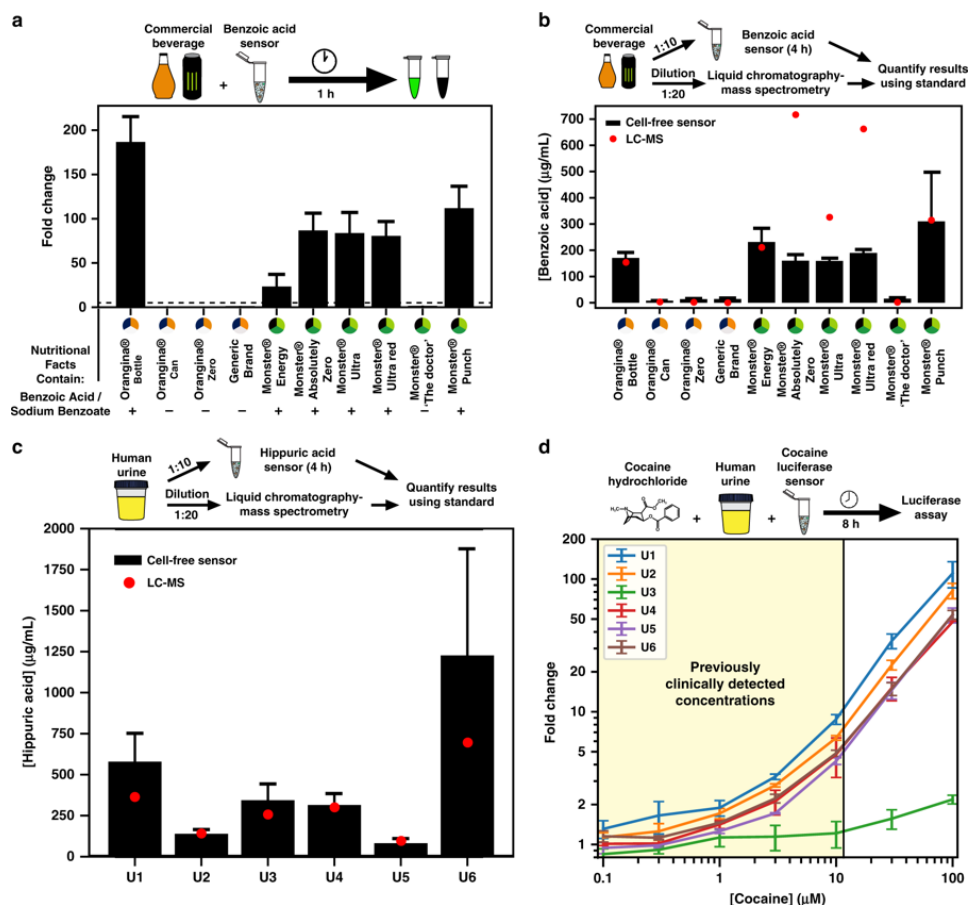 a
Commercial
beverage
Benzoic acid
sensor
+
1 h
Fold change
200
150
100
50
0
Nutritional
Facts
Contain:
Benzoic Acid /
Sodium Benzoate
Orangina®
Bottle
Orangina®
Can
Orangina®
Zero
Generic
Brand
Monster®
Energy
Monster®
Absolutely
Zero
Monster®
Ultra
Monster®
Ultra red
Monster®
'The doctor'
Monster®
Punch
+ − − − + + + + − +
b
Commercial
beverage
1:10
Benzoic acid
sensor (4 h)
Dilution
1:20
Liquid chromatography-
mass spectrometry
Quantify results
using standard
[Benzoic acid] (µg/mL)
700
600
500
400
300
200
100
0
Cell-free sensor
LC-MS
Orangina®
Bottle
Orangina®
Can
Orangina®
Zero
Generic
Brand
Monster®
Energy
Monster®
Absolutely
Zero
Monster®
Ultra
Monster®
Ultra red
Monster®
'The doctor'
Monster®
Punch
c
Human
urine
1:10
Hippuric acid
sensor (4 h)
Dilution
1:20
Liquid chromatography-
mass spectrometry
Quantify results
using standard
[Hippuric acid] (µg/mL)
2000
1750
1500
1250
1000
750
500
250
0
Cell-free sensor
LC-MS
U1 U2 U3 U4 U5 U6
d
Cocaine
hydrochloride
Human
urine
Cocaine
luciferase
sensor
+ +
8 h
Luciferase
assay
Fold change
200
100
50
20
10
5
2
1
U1
U2
U3
U4
U5
U6
Previously
clinically detected
concentrations
0.1 1 10 100
[Cocaine] (µM)